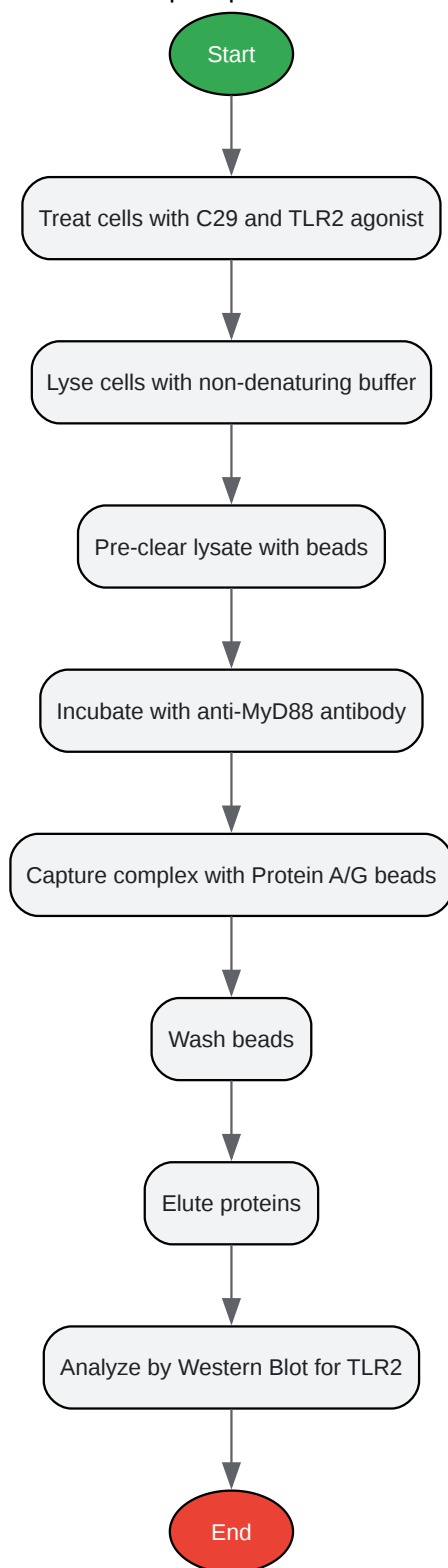 Start
Treat cells with C29 and TLR2 agonist
Lyse cells with non-denaturing buffer
Pre-clear lysate with beads
Incubate with anti-MyD88 antibody
Capture complex with Protein A/G beads
Wash beads
Elute proteins
Analyze by Western Blot for TLR2
End